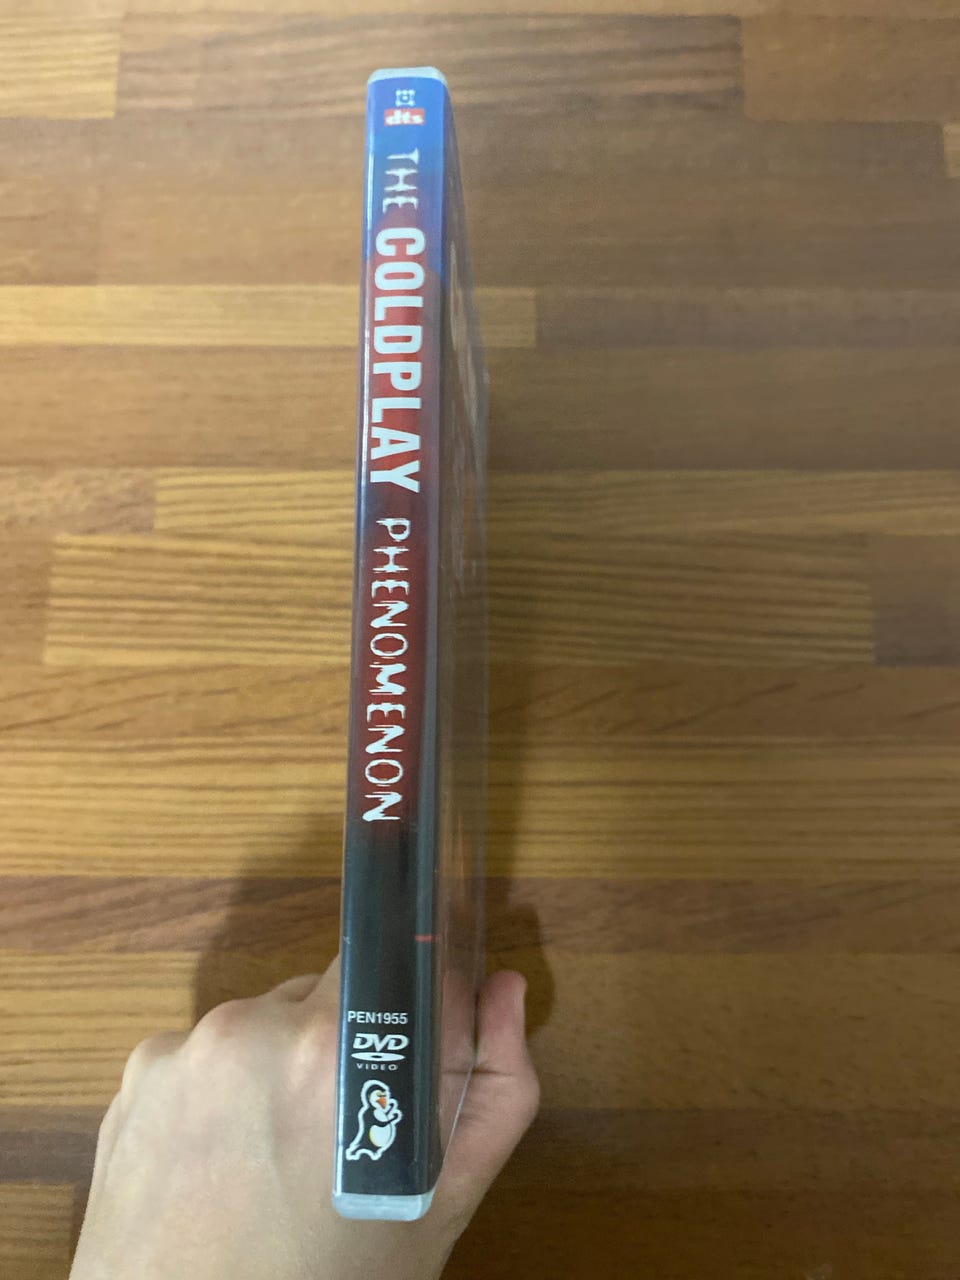 dts
THE COLDPLAY PHENOMENON
PEN1955
DVD
VIDEO